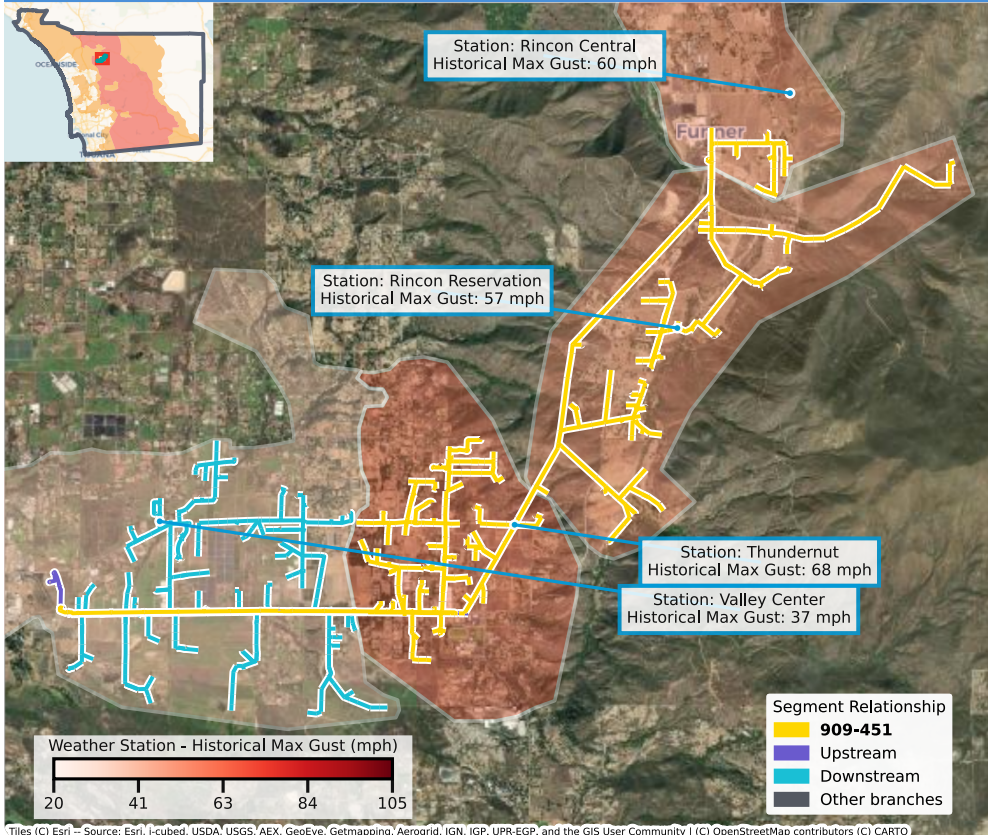 OCEANSIDE
Station: Rincon Central
Historical Max Gust: 60 mph
Station: Rincon Reservation
Historical Max Gust: 57 mph
Station: Thundernut
Historical Max Gust: 68 mph
Station: Valley Center
Historical Max Gust: 37 mph
Segment Relationship
909-451
Upstream
Downstream
Other branches
Weather Station - Historical Max Gust (mph)
20 41 63 84 105
Tiles (C) Esri -- Source: Esri, i-cubed, USDA, USGS, AEX, GeoEye, Getmapping, Aerogrid, IGN, IGP, UPR-EGP, and the GIS User Community | (C) OpenStreetMap contributors (C) CARTO